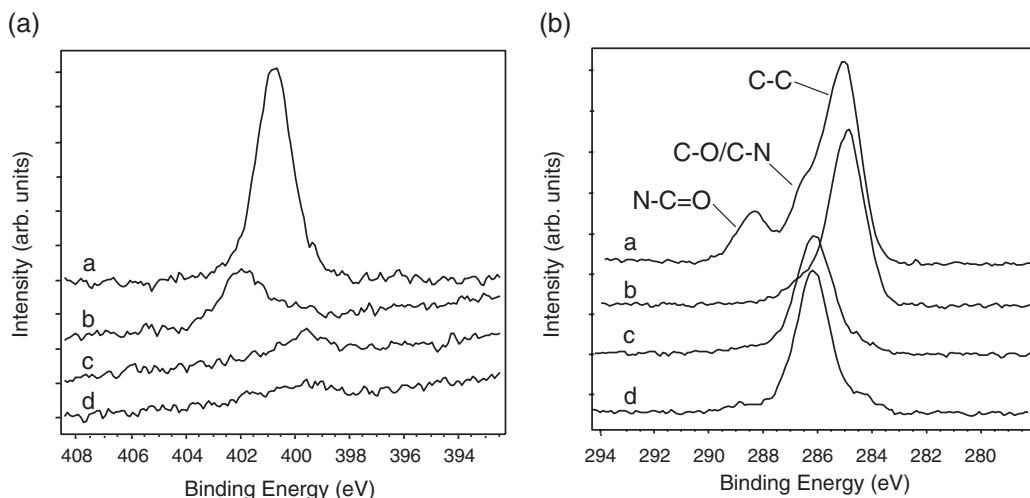 (a)
Intensity (arb. units)
a
b
c
d
408 406 404 402 400 398 396 394
Binding Energy (eV)
(b)
Intensity (arb. units)
C-C
C-O/C-N
N-C=O
a
b
c
d
294 292 290 288 286 284 282 280
Binding Energy (eV)